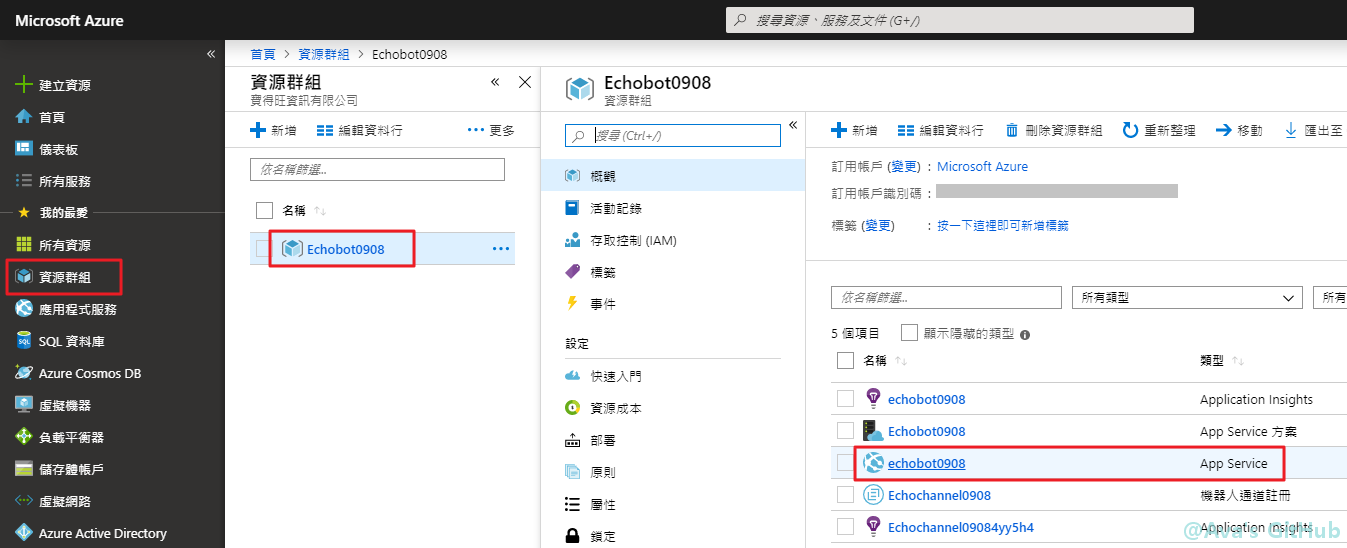 Microsoft Azure
搜尋資源、服務及文件 (G+/)
«
建立資源
首頁
儀表板
所有服務
我的最愛
所有資源
資源群組
應用程式服務
SQL 資料庫
Azure Cosmos DB
虛擬機器
負載平衡器
儲存體帳戶
虛擬網路
Azure Active Directory
首頁 > 資源群組 > Echobot0908
資源群組
寶得旺資訊有限公司
«
新增 編輯資料行 ••• 更多
依名稱篩選...
名稱 ↑↓
Echobot0908 •••
Echobot0908
資源群組
搜尋 (Ctrl+/)
«
概觀
活動記錄
存取控制 (IAM)
標籤
事件
設定
快速入門
資源成本
部署
原則
屬性
鎖定
新增 編輯資料行 刪除資源群組 重新整理 移動 匯出至
訂用帳戶 (變更) : Microsoft Azure
訂用帳戶識別碼 :
標籤 (變更) : 按一下這裡即可新增標籤
依名稱篩選... 所有類型 所有
5 個項目 顯示隱藏的類型
名稱 ↑↓ 類型 ↑↓
echobot0908 Application Insights
Echobot0908 App Service 方案
echobot0908 App Service
Echochannel0908 機器人通道註冊
Echochannel09084yy5h4 Application Insights
@Ava's GitHub